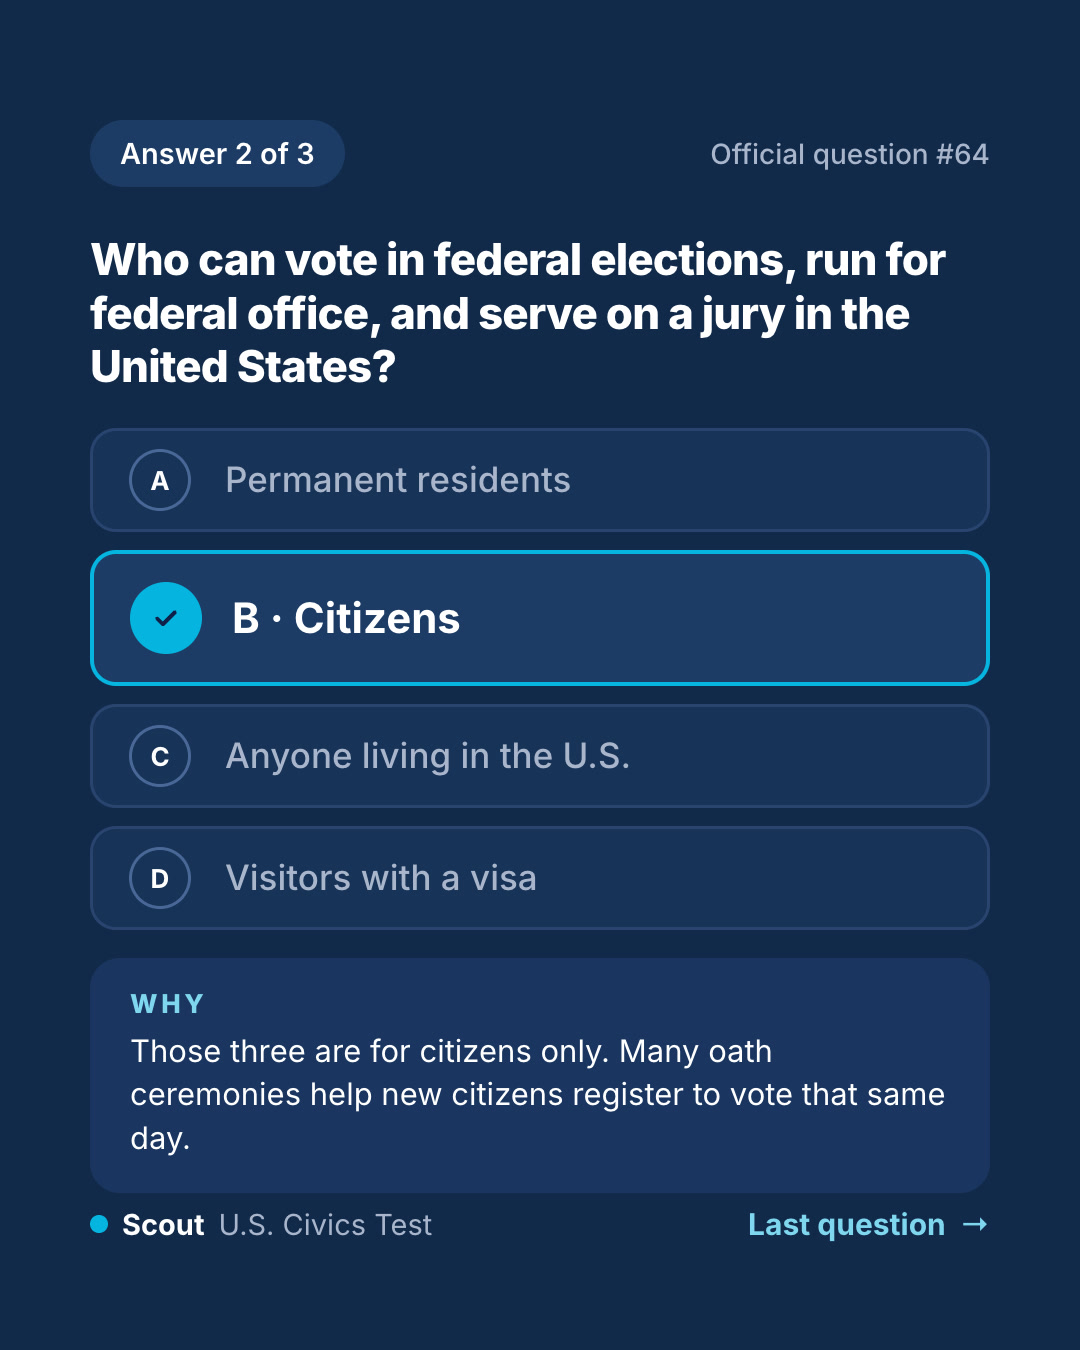 Answer 2 of 3
Official question #64
Who can vote in federal elections, run for
federal office, and serve on a jury in the
United States?
A Permanent residents
B · Citizens
C Anyone living in the U.S.
D Visitors with a visa
WHY
Those three are for citizens only. Many oath
ceremonies help new citizens register to vote that same
day.
Scout U.S. Civics Test
Last question →